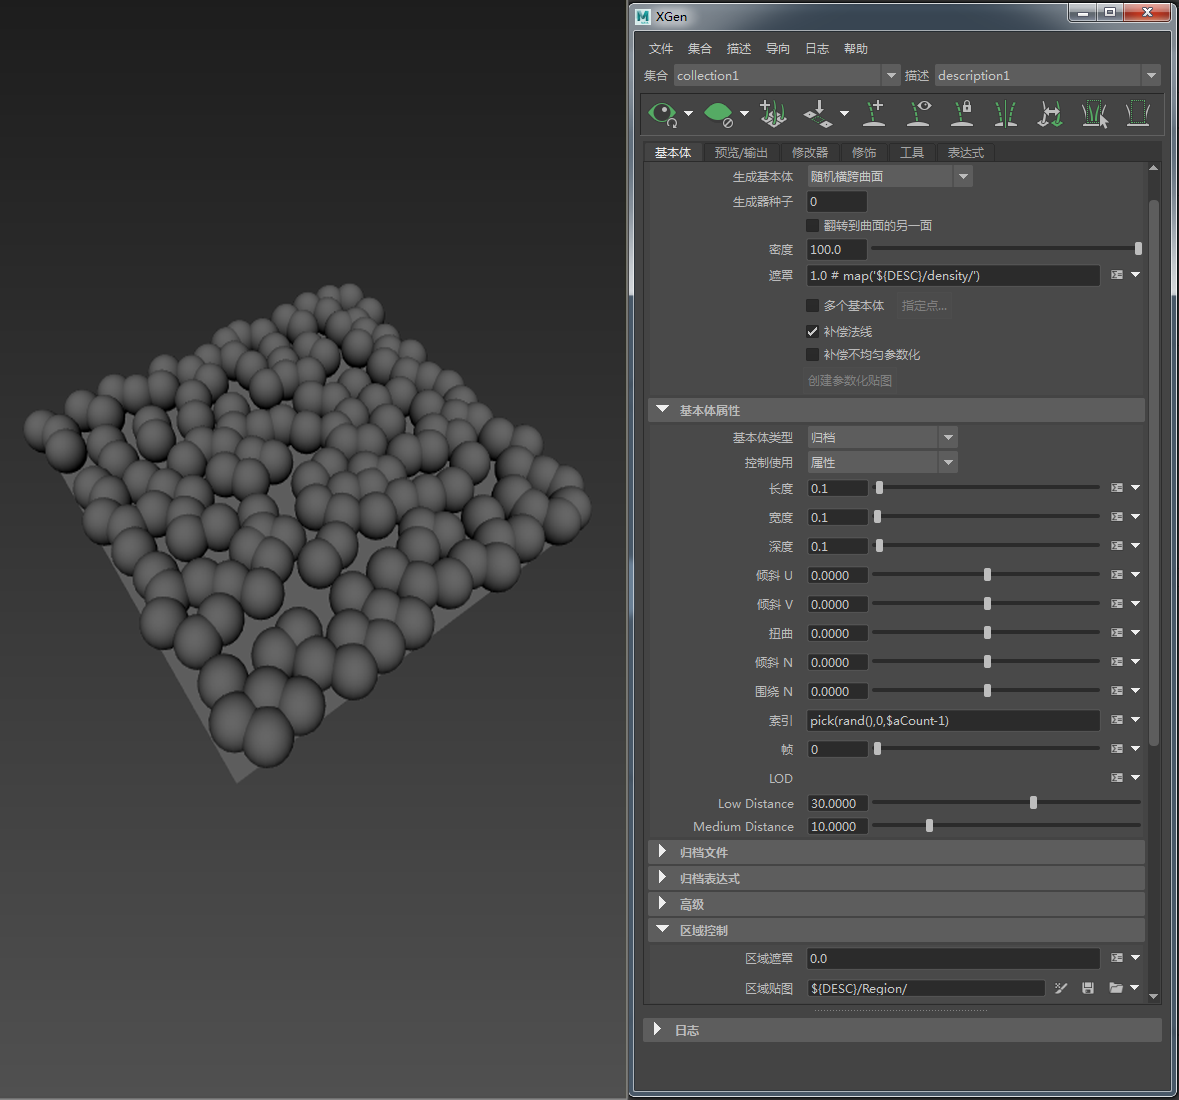 XGen
文件 集合 描述 导向 日志 帮助
集合 collection1 描述 description1
基本体 预览/输出 修改器 修饰 工具 表达式
生成基本体 随机横跨曲面
生成器种子 0
翻转到曲面的另一面
密度 100.0
遮罩 1.0 # map('${DESC}/density/')
多个基本体 指定点...
补偿法线
补偿不均匀参数化
创建参数化贴图
基本体属性
基本体类型 归档
控制使用 属性
长度 0.1
宽度 0.1
深度 0.1
倾斜 U 0.0000
倾斜 V 0.0000
扭曲 0.0000
倾斜 N 0.0000
围绕 N 0.0000
索引 pick(rand(),0,$aCount-1)
帧 0
LOD
Low Distance 30.0000
Medium Distance 10.0000
归档文件
归档表达式
高级
区域控制
区域遮罩 0.0
区域贴图 ${DESC}/Region/
日志